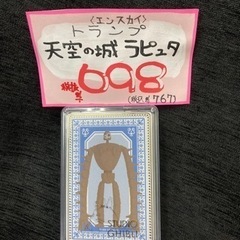 〈エンスカイ〉
トランプ
天空の城 ラピュタ
税抜 698
(税込 767)
STUDIO
GHIBLI